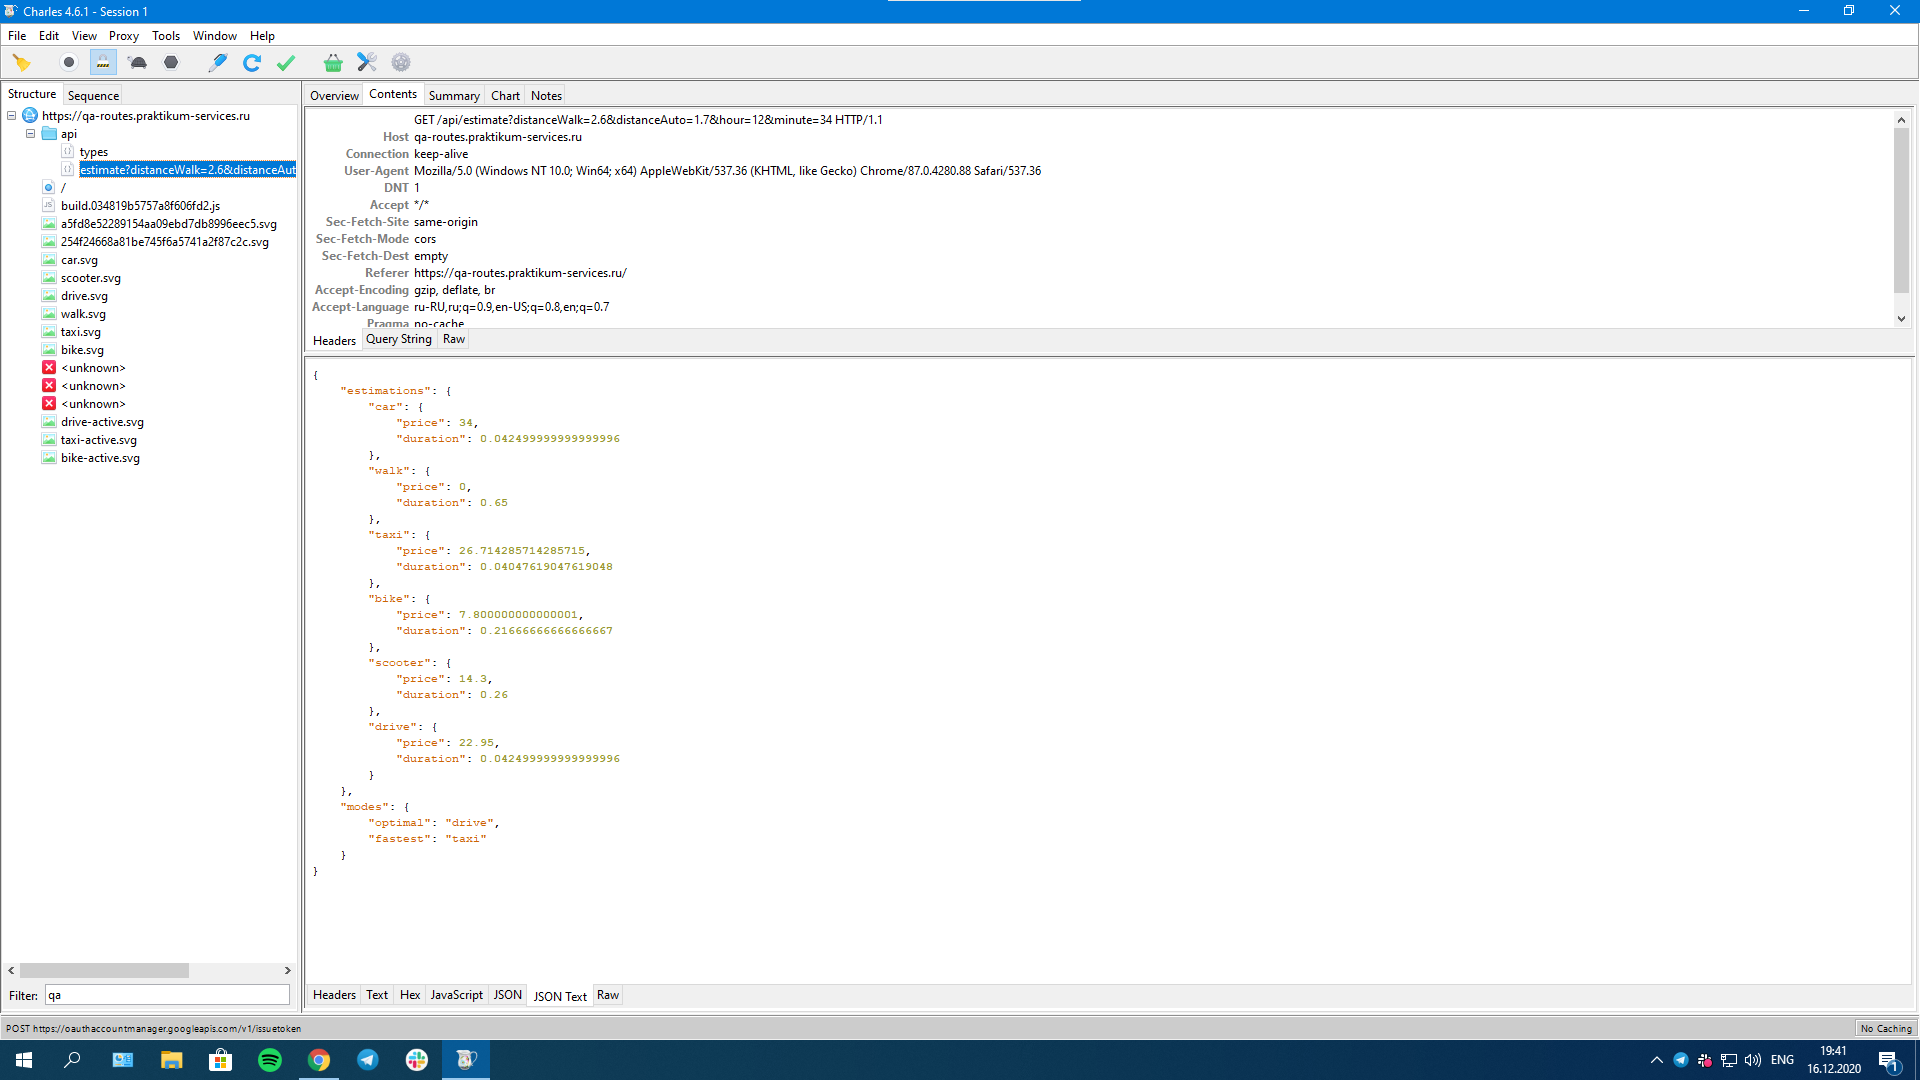 Charles 4.6.1 - Session 1
File Edit View Proxy Tools Window Help
Structure Sequence
https://qa-routes.praktikum-services.ru
api
types
estimate?distanceWalk=2.6&distanceAut
/
build.034819b5757a8f606fd2.js
a5fd8e52289154aa09ebd7db8996eec5.svg
254f24668a81be745f6a5741a2f87c2c.svg
car.svg
scooter.svg
drive.svg
walk.svg
taxi.svg
bike.svg
<unknown>
<unknown>
<unknown>
drive-active.svg
taxi-active.svg
bike-active.svg
Filter: qa
Overview Contents Summary Chart Notes
GET /api/estimate?distanceWalk=2.6&distanceAuto=1.7&hour=12&minute=34 HTTP/1.1
Host qa-routes.praktikum-services.ru
Connection keep-alive
User-Agent Mozilla/5.0 (Windows NT 10.0; Win64; x64) AppleWebKit/537.36 (KHTML, like Gecko) Chrome/87.0.4280.88 Safari/537.36
DNT 1
Accept */*
Sec-Fetch-Site same-origin
Sec-Fetch-Mode cors
Sec-Fetch-Dest empty
Referer https://qa-routes.praktikum-services.ru/
Accept-Encoding gzip, deflate, br
Accept-Language ru-RU,ru;q=0.9,en-US;q=0.8,en;q=0.7
Pragma no-cache
Headers Query String Raw
{
"estimations": {
"car": {
"price": 34,
"duration": 0.042499999999999996
},
"walk": {
"price": 0,
"duration": 0.65
},
"taxi": {
"price": 26.714285714285715,
"duration": 0.04047619047619048
},
"bike": {
"price": 7.800000000000001,
"duration": 0.21666666666666667
},
"scooter": {
"price": 14.3,
"duration": 0.26
},
"drive": {
"price": 22.95,
"duration": 0.042499999999999996
}
},
"modes": {
"optimal": "drive",
"fastest": "taxi"
}
}
Headers Text Hex JavaScript JSON JSON Text Raw
POST https://oauthaccountmanager.googleapis.com/v1/issuetoken
No Caching
ENG
19:41
16.12.2020
1